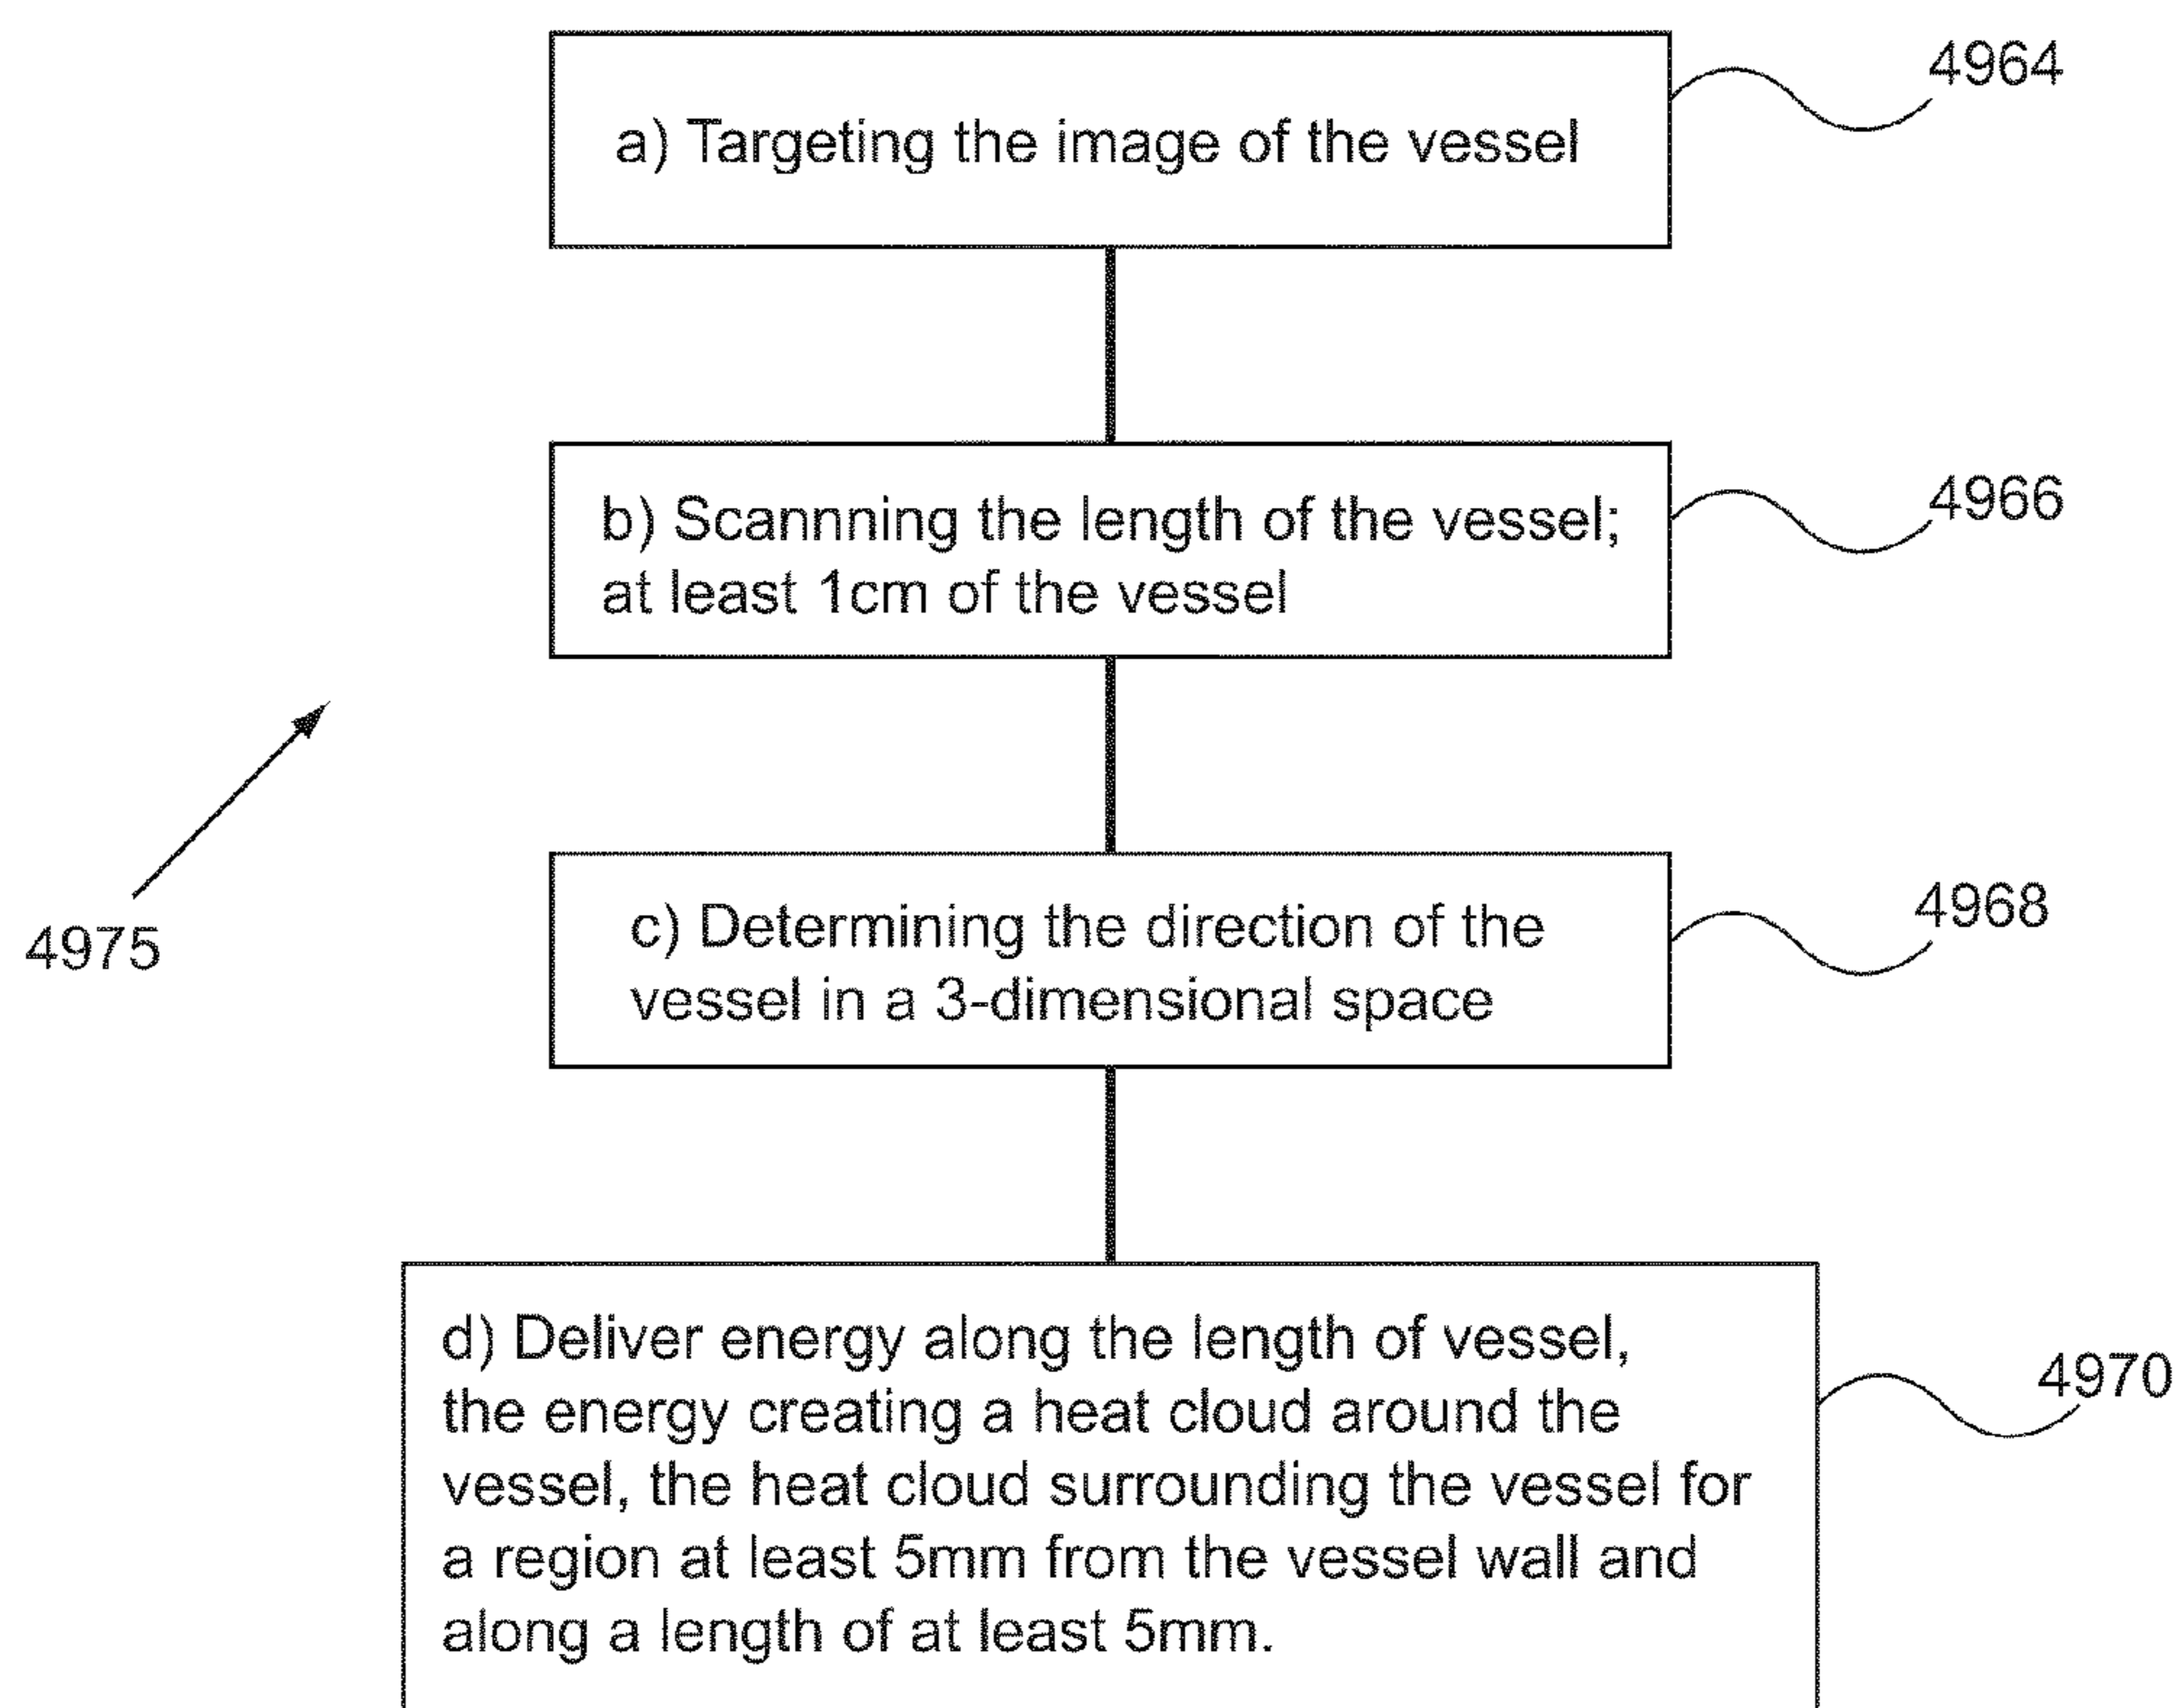 a) Targeting the image of the vessel
4964
b) Scannning the length of the vessel;
at least 1cm of the vessel
4966
c) Determining the direction of the
vessel in a 3-dimensional space
4968
4975
d) Deliver energy along the length of vessel,
the energy creating a heat cloud around the
vessel, the heat cloud surrounding the vessel for
a region at least 5mm from the vessel wall and
along a length of at least 5mm.
4970